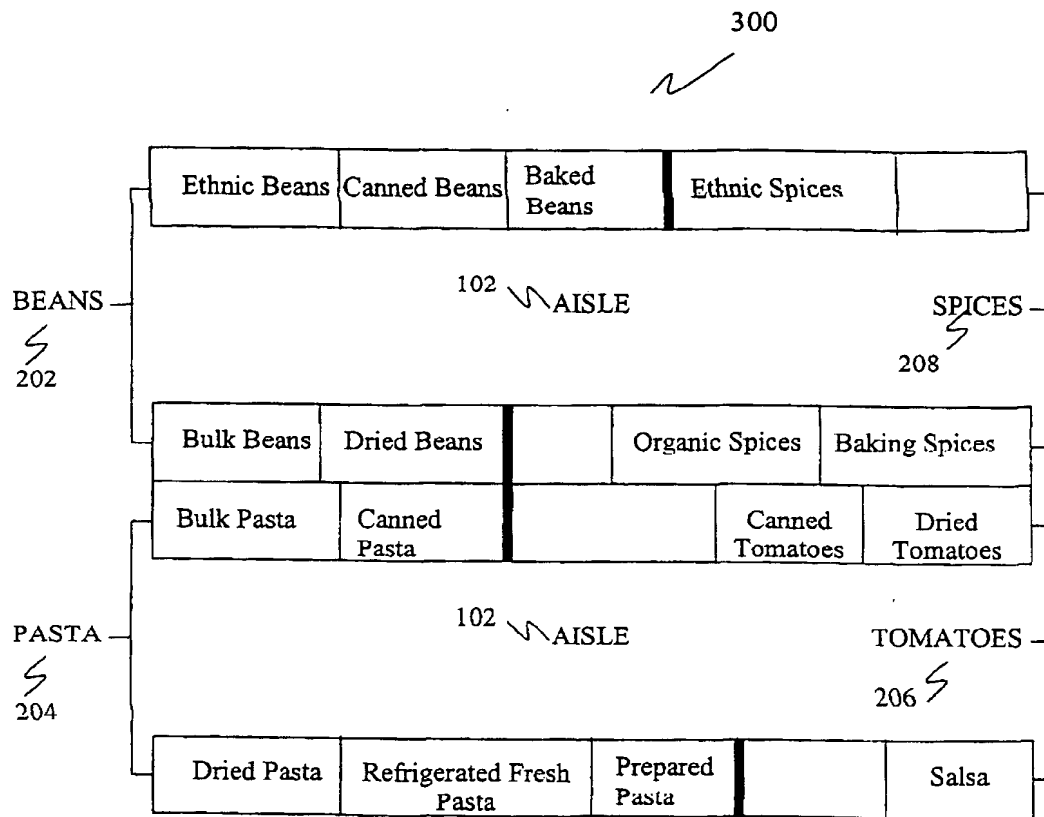 300
Ethnic Beans Canned Beans Baked Beans Ethnic Spices
BEANS 102 AISLE SPICES
202 208
Bulk Beans Dried Beans Organic Spices Baking Spices
Bulk Pasta Canned Pasta Canned Tomatoes Dried Tomatoes
PASTA 102 AISLE TOMATOES
204 206
Dried Pasta Refrigerated Fresh Pasta Prepared Pasta Salsa